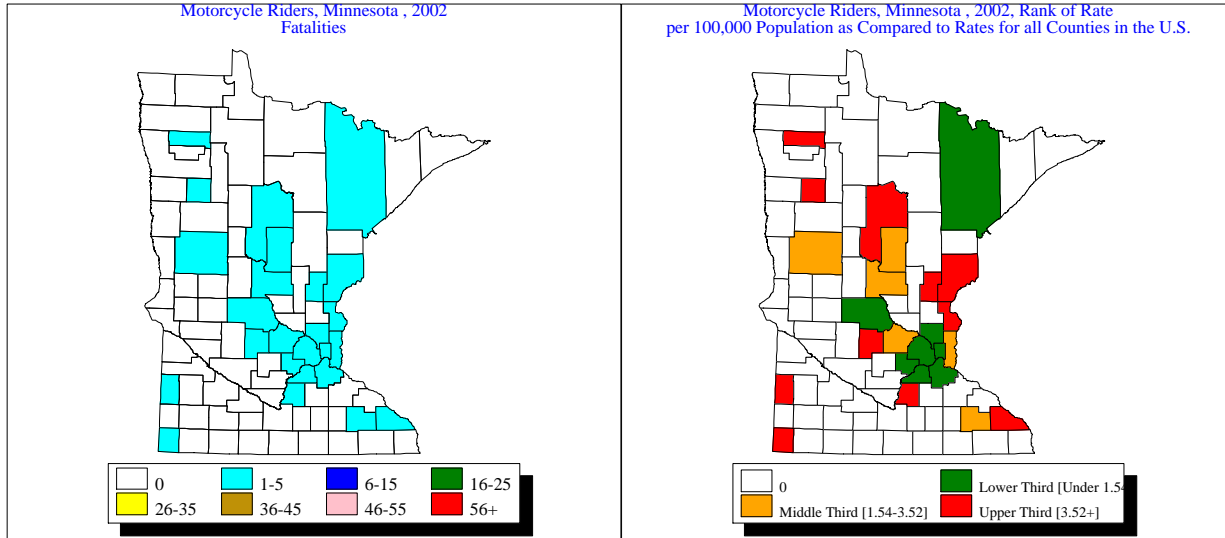 Motorcycle Riders, Minnesota , 2002
Fatalities
0
1-5
6-15
16-25
26-35
36-45
46-55
56+
Motorcycle Riders, Minnesota , 2002, Rank of Rate
per 100,000 Population as Compared to Rates for all Counties in the U.S.
0
Lower Third [Under 1.54
Middle Third [1.54-3.52]
Upper Third [3.52+]